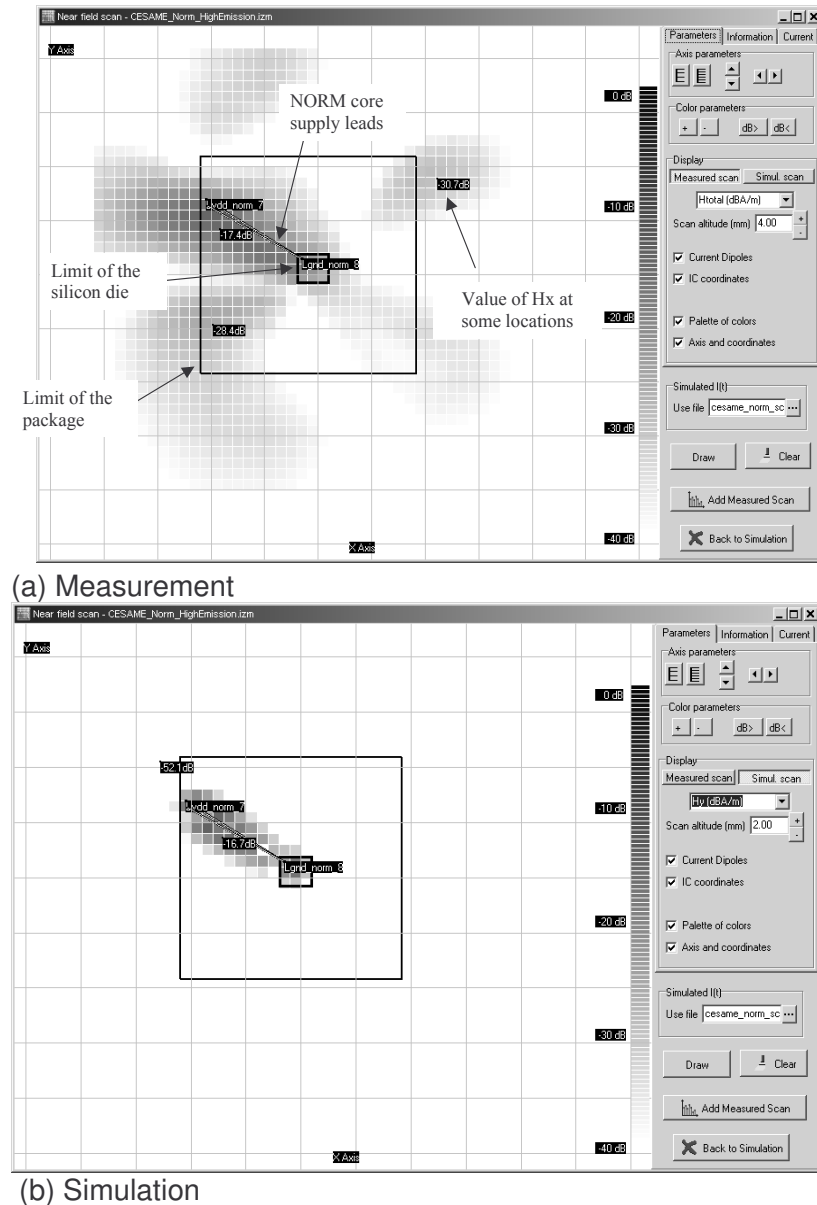 Near field scan - CESAME_Norm_HighEmission.izm
Y Axis
NORM core
supply leads
Lvdd_norm_7
-17.4dB
Lgnd_norm_8
-30.7dB
Limit of the
silicon die
Value of Hx at
some locations
-28.4dB
Limit of the
package
X Axis
0 dB
-10 dB
-20 dB
-30 dB
-40 dB
Parameters Information Current
Axis parameters
Color parameters
+ - dB> dB<
Display
Measured scan Simul. scan
Htotal (dBA/m)
Scan altitude (mm) 4.00 + -
Current Dipoles
IC coordinates
Palette of colors
Axis and coordinates
Simulated I(t)
Use file cesame_norm_sc ...
Draw Clear
Add Measured Scan
Back to Simulation
(a) Measurement
Near field scan - CESAME_Norm_HighEmission.izm
Y Axis
-52.1dB
Lvdd_norm_7
-16.7dB
Lgnd_norm_8
X Axis
0 dB
-10 dB
-20 dB
-30 dB
-40 dB
Parameters Information Current
Axis parameters
Color parameters
+ - dB> dB<
Display
Measured scan Simul. scan
Hy (dBA/m)
Scan altitude (mm) 2.00 + -
Current Dipoles
IC coordinates
Palette of colors
Axis and coordinates
Simulated I(t)
Use file cesame_norm_sc ...
Draw Clear
Add Measured Scan
Back to Simulation
(b) Simulation